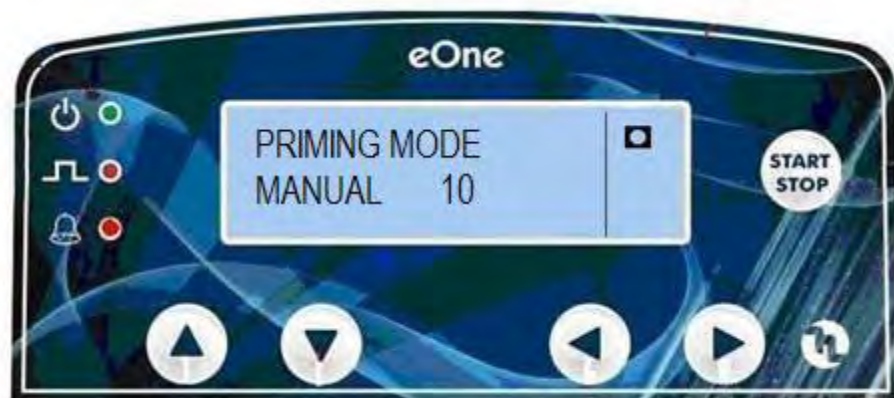 eOne
PRIMING MODE
MANUAL 10
START
STOP